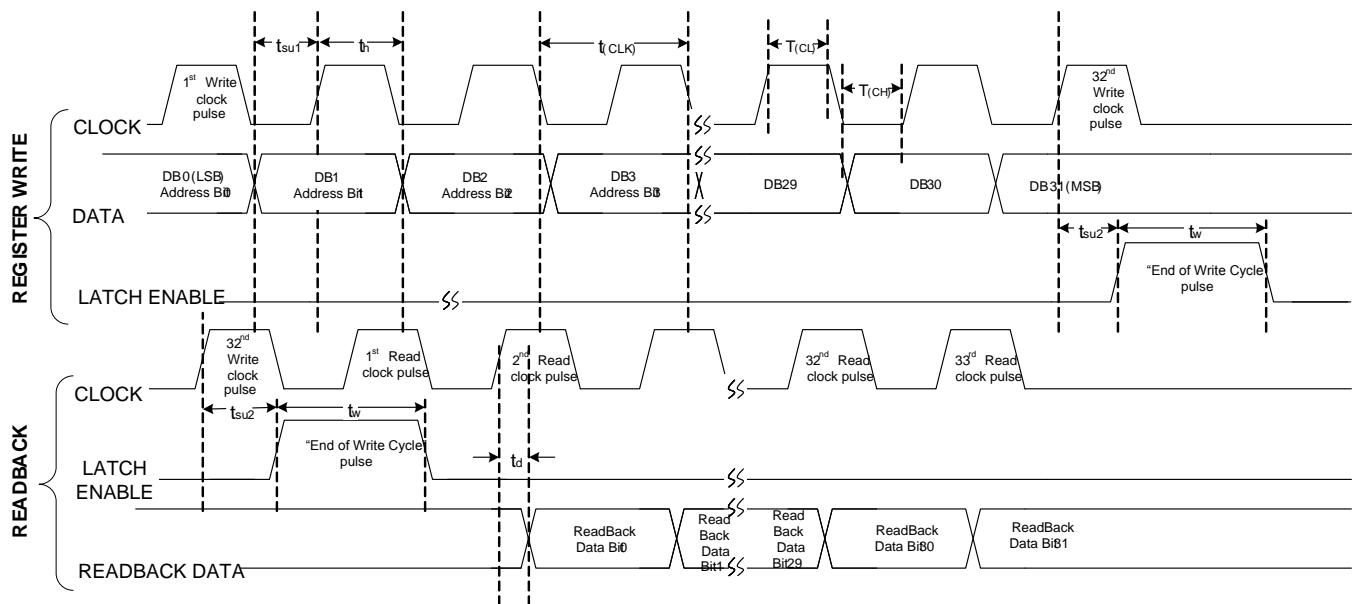 REGISTER WRITE
tsu1
th
t(CLK)
T(CL)
T(CH)
CLOCK
1st Write
clock
pulse
32nd
Write
clock
pulse
DATA
DB0 (LSB)
Address Bit0
DB1
Address Bit1
DB2
Address Bit2
DB3
Address Bit3
DB29
DB30
DB31 (MSB)
tsu2
tw
LATCH ENABLE
"End of Write Cycle"
pulse
READBACK
CLOCK
32nd
Write
clock
pulse
1st Read
clock pulse
2nd Read
clock pulse
32nd Read
clock pulse
33rd Read
clock pulse
tsu2
tw
LATCH
ENABLE
"End of Write Cycle"
pulse
td
READBACK DATA
ReadBack
Data Bit0
Read
Back
Data
Bit1
Read
Back
Data
Bit29
ReadBack
Data Bit30
ReadBack
Data Bit31